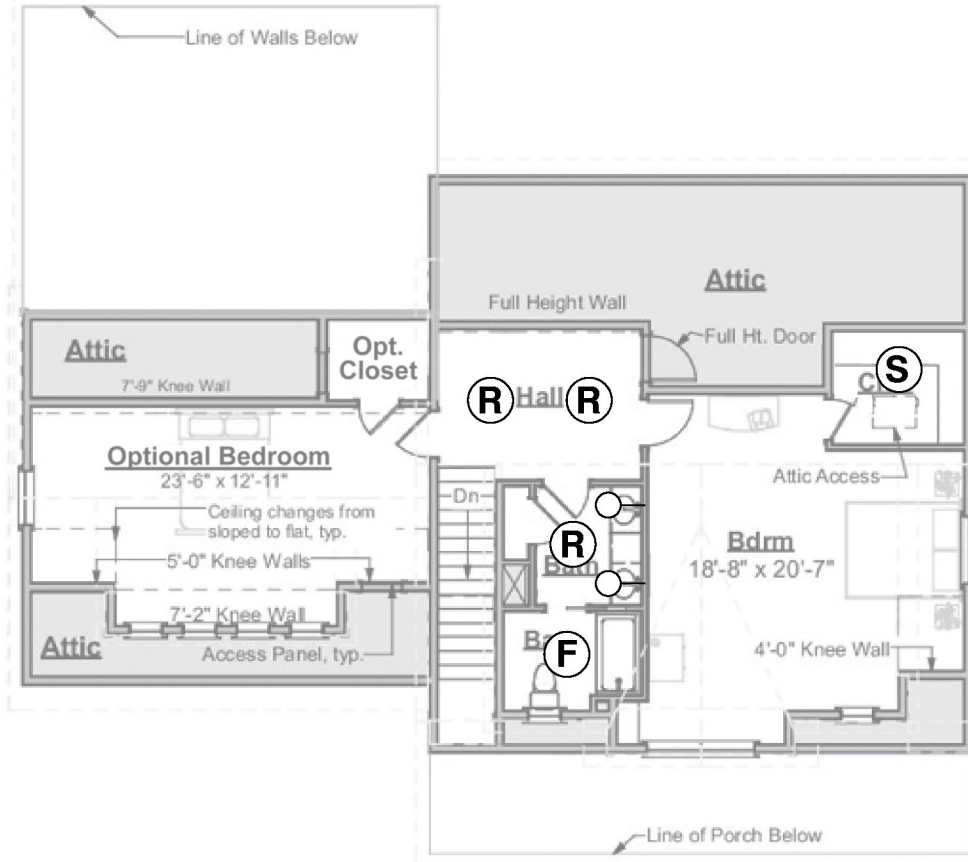 Line of Walls Below
Attic
Full Height Wall
Full Ht. Door
Attic
7'-9" Knee Wall
Opt.
Closet
S
R Hall R
Optional Bedroom
23'-6" x 12'-11"
Attic Access
Dn
Ceiling changes from
sloped to flat, typ.
R
Bath
Bdrm
18'-8" x 20'-7"
5'-0" Knee Walls
7'-2" Knee Wall
Attic
Access Panel, typ.
F
4'-0" Knee Wall
Line of Porch Below